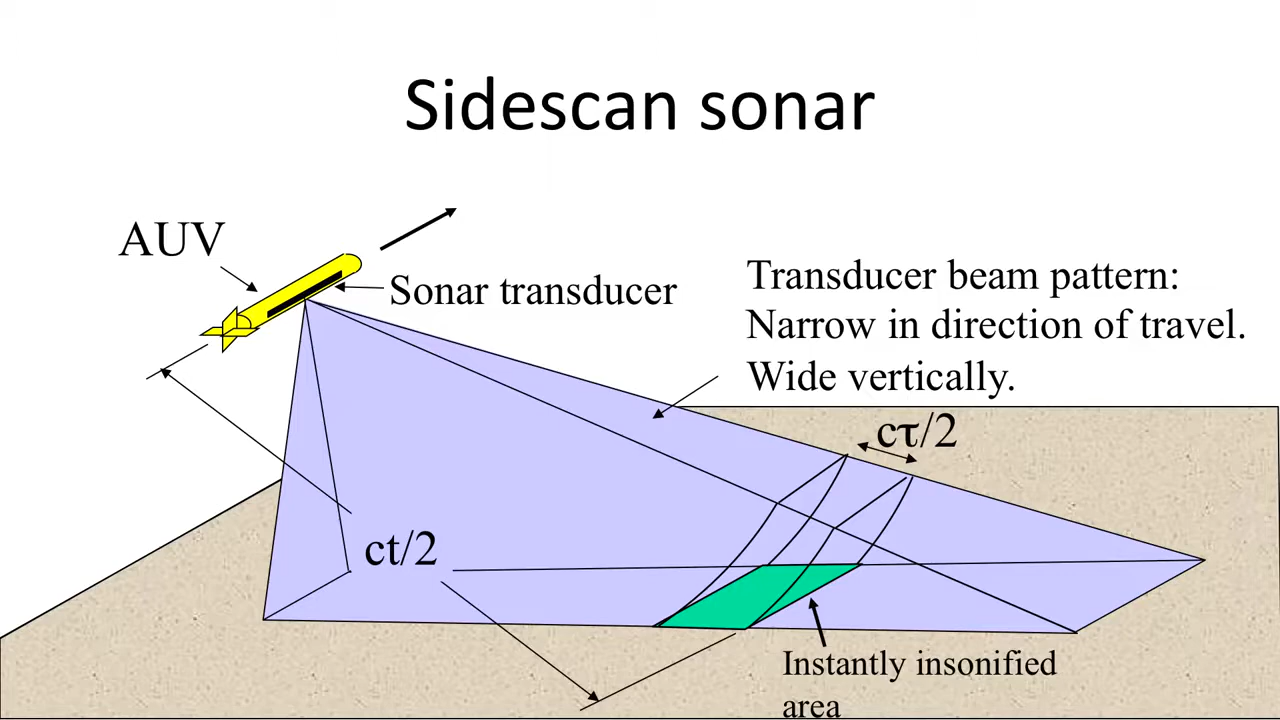 Sidescan sonar
AUV
Sonar transducer
Transducer beam pattern:
Narrow in direction of travel.
Wide vertically.
cτ/2
ct/2
Instantly insonified
area